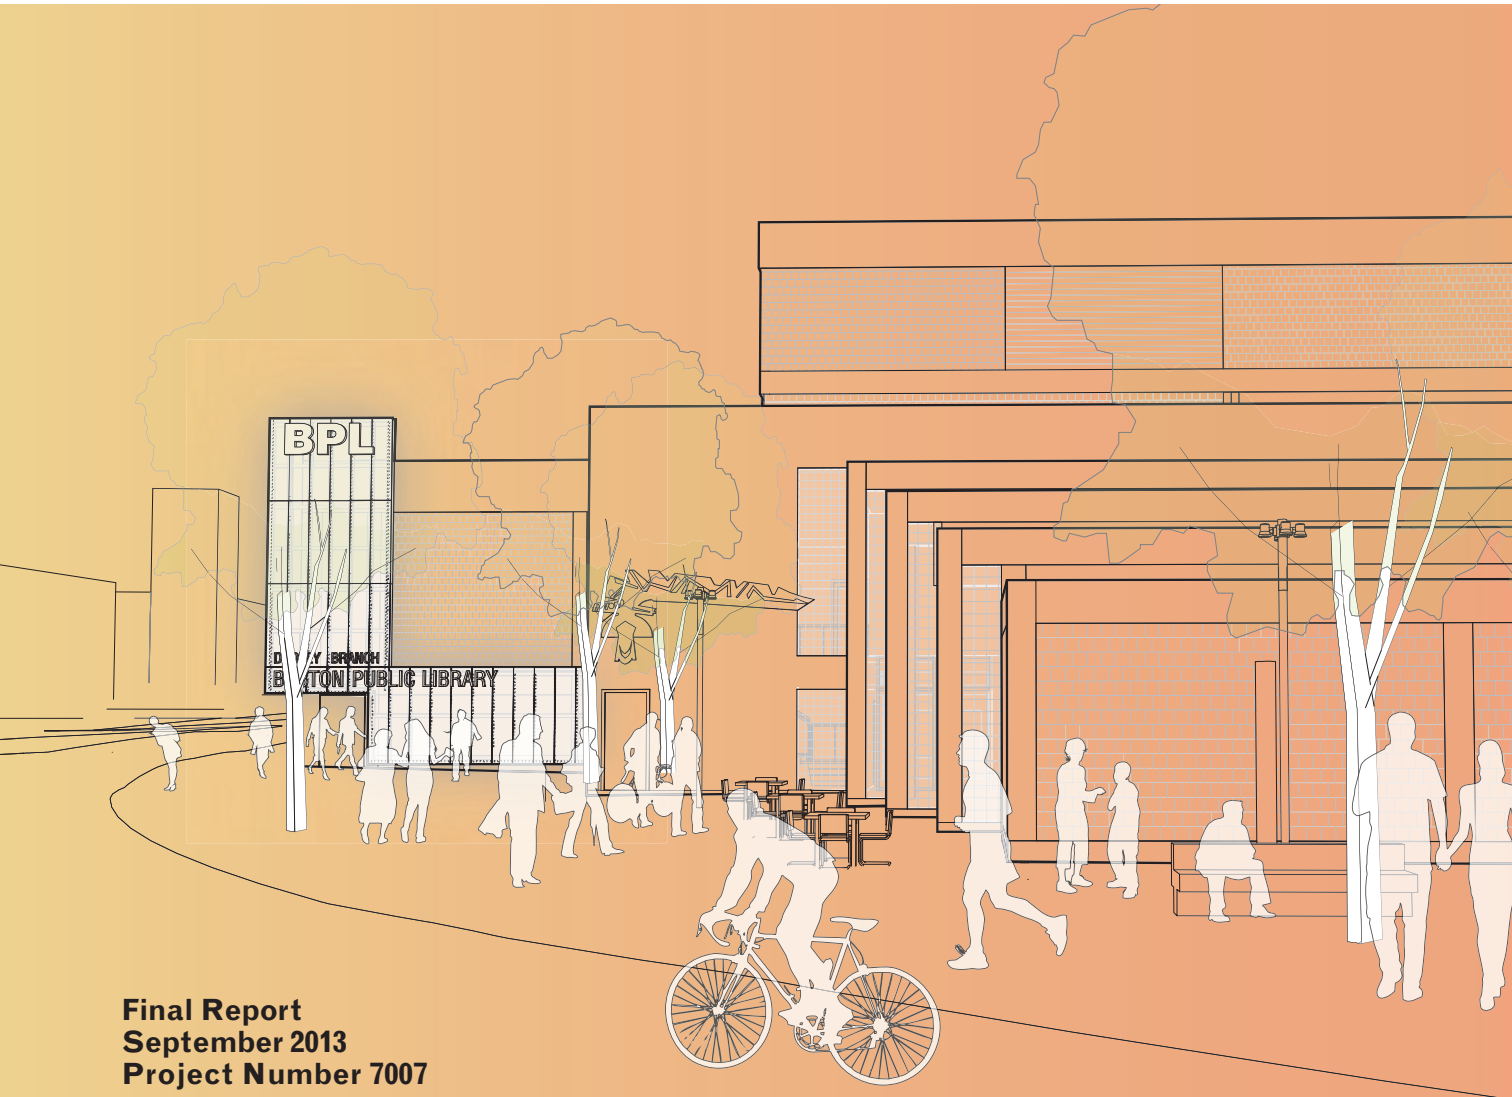 BPL
BRANCH
PUBLIC LIBRARY
Final Report
September 2013
Project Number 7007